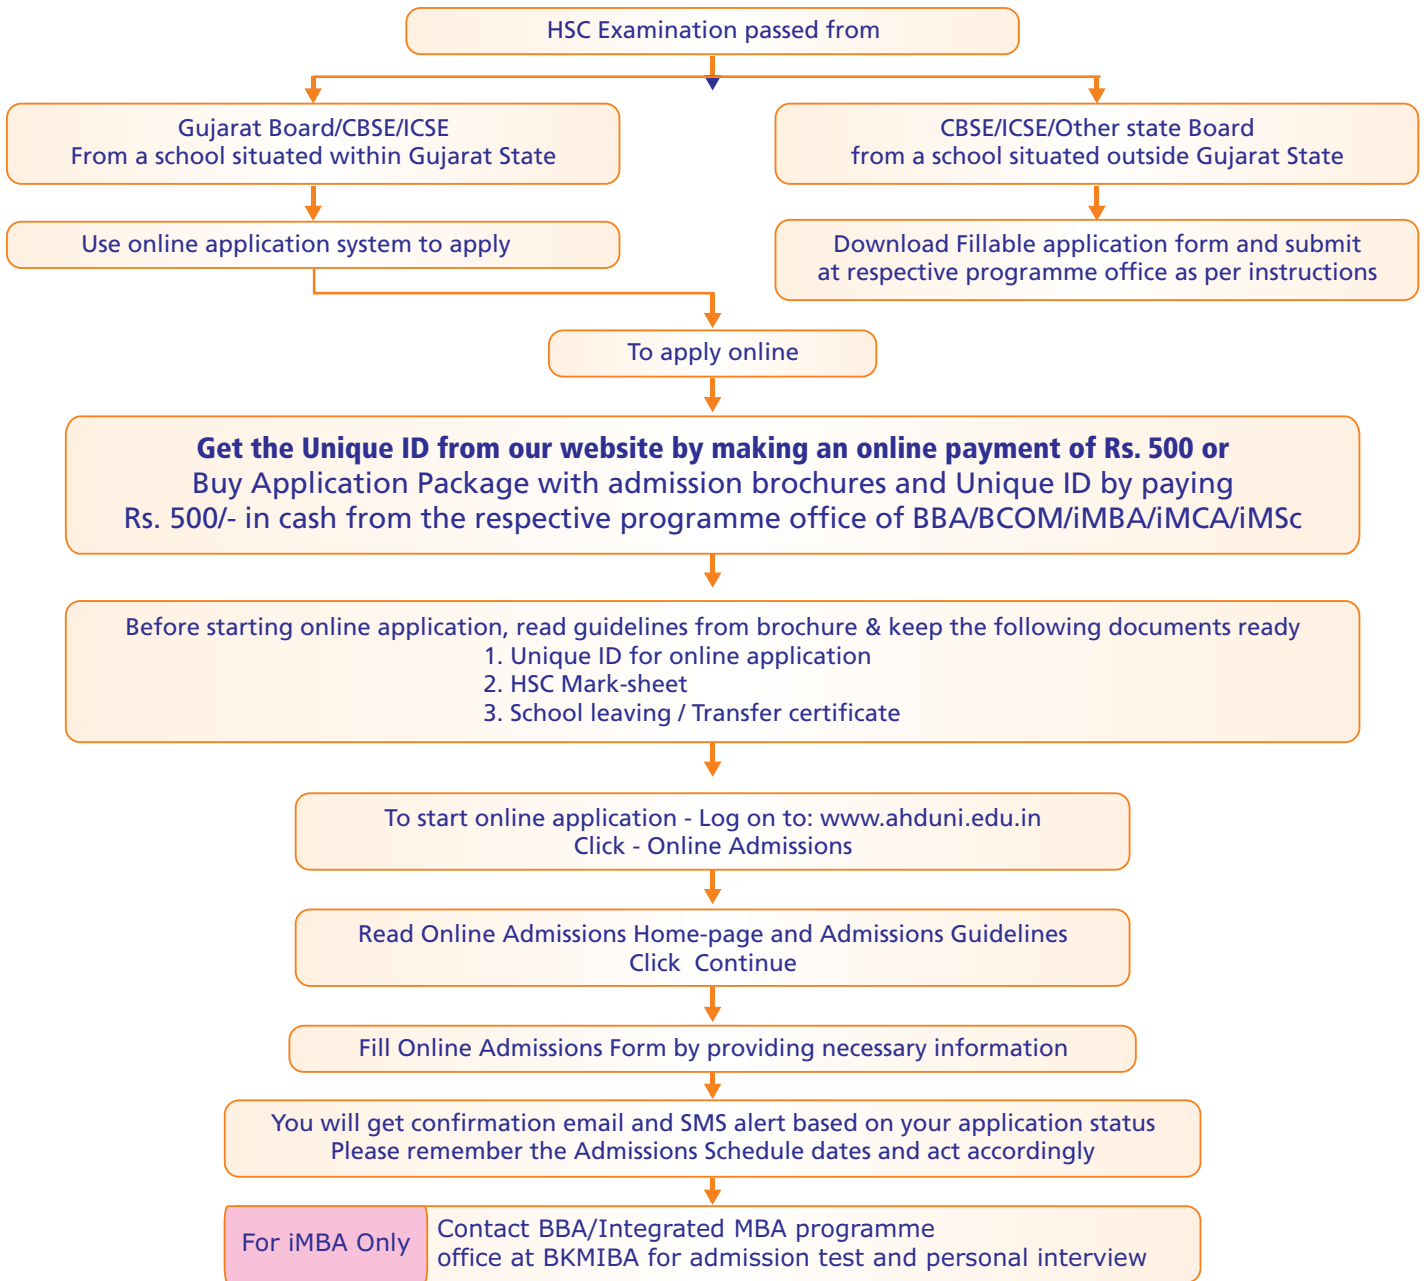 HSC Examination passed from
Gujarat Board/CBSE/ICSE
From a school situated within Gujarat State
CBSE/ICSE/Other state Board
from a school situated outside Gujarat State
Use online application system to apply
Download Fillable application form and submit
at respective programme office as per instructions
To apply online
Get the Unique ID from our website by making an online payment of Rs. 500 or
Buy Application Package with admission brochures and Unique ID by paying
Rs. 500/- in cash from the respective programme office of BBA/BCOM/iMBA/iMCA/iMSc
Before starting online application, read guidelines from brochure & keep the following documents ready
1. Unique ID for online application
2. HSC Mark-sheet
3. School leaving / Transfer certificate
To start online application - Log on to: www.ahduni.edu.in
Click - Online Admissions
Read Online Admissions Home-page and Admissions Guidelines
Click Continue
Fill Online Admissions Form by providing necessary information
You will get confirmation email and SMS alert based on your application status
Please remember the Admissions Schedule dates and act accordingly
For iMBA Only
Contact BBA/Integrated MBA programme
office at BKMIBA for admission test and personal interview